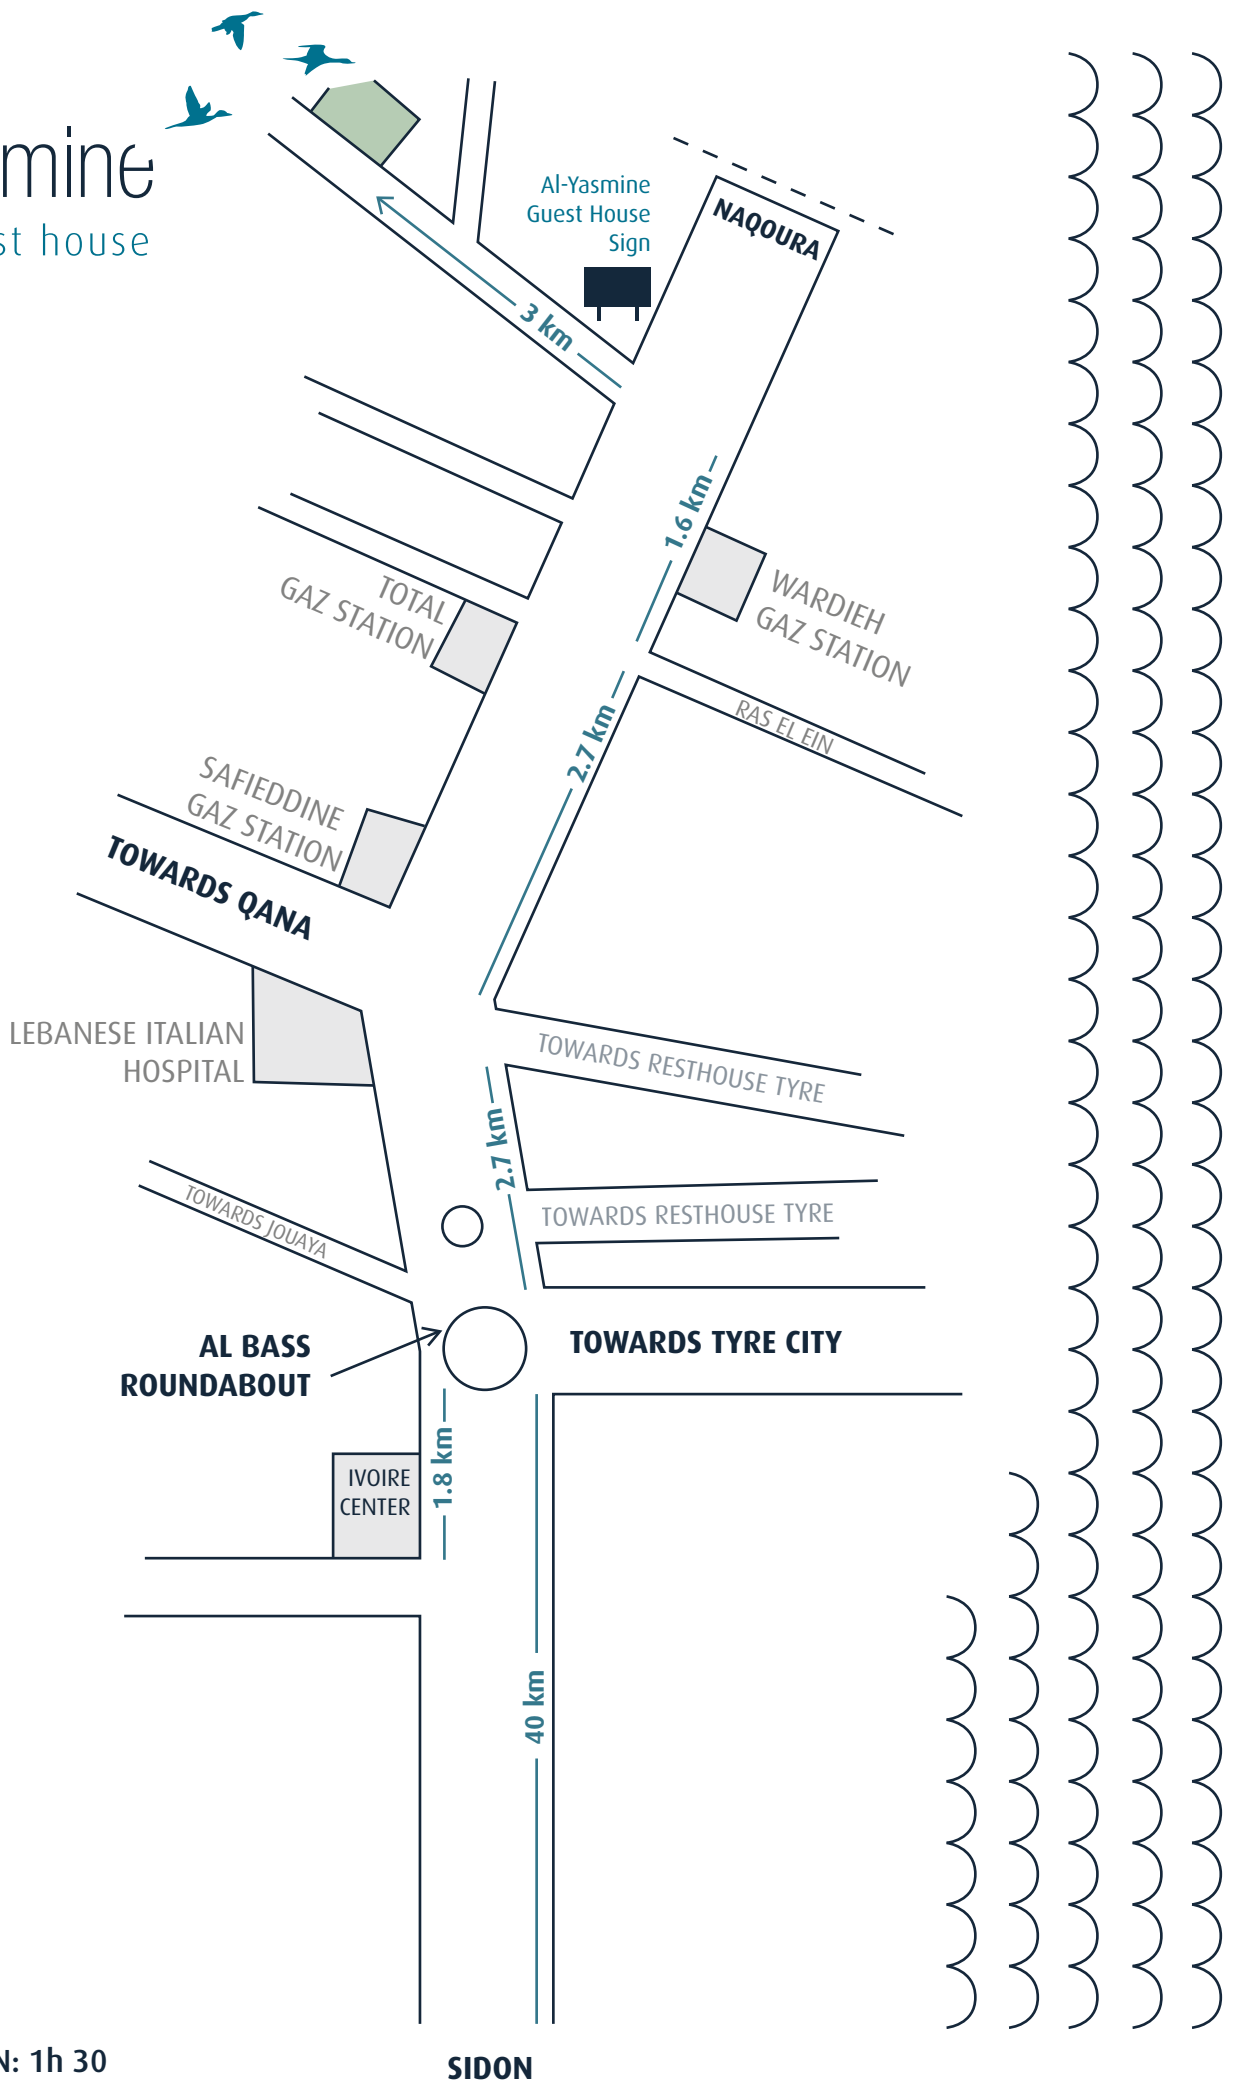 mine
st house
Al-Yasmine
Guest House
Sign
NAQOURA
3 km
1.6 km
TOTAL
GAZ STATION
WARDIEH
GAZ STATION
RAS EL EIN
2.7 km
SAFIEDDINE
GAZ STATION
TOWARDS QANA
LEBANESE ITALIAN
HOSPITAL
TOWARDS RESTHOUSE TYRE
2.7 km
TOWARDS RESTHOUSE TYRE
TOWARDS JOUAYA
AL BASS
ROUNDABOUT
TOWARDS TYRE CITY
1.8 km
IVOIRE
CENTER
40 km
N: 1h 30
SIDON